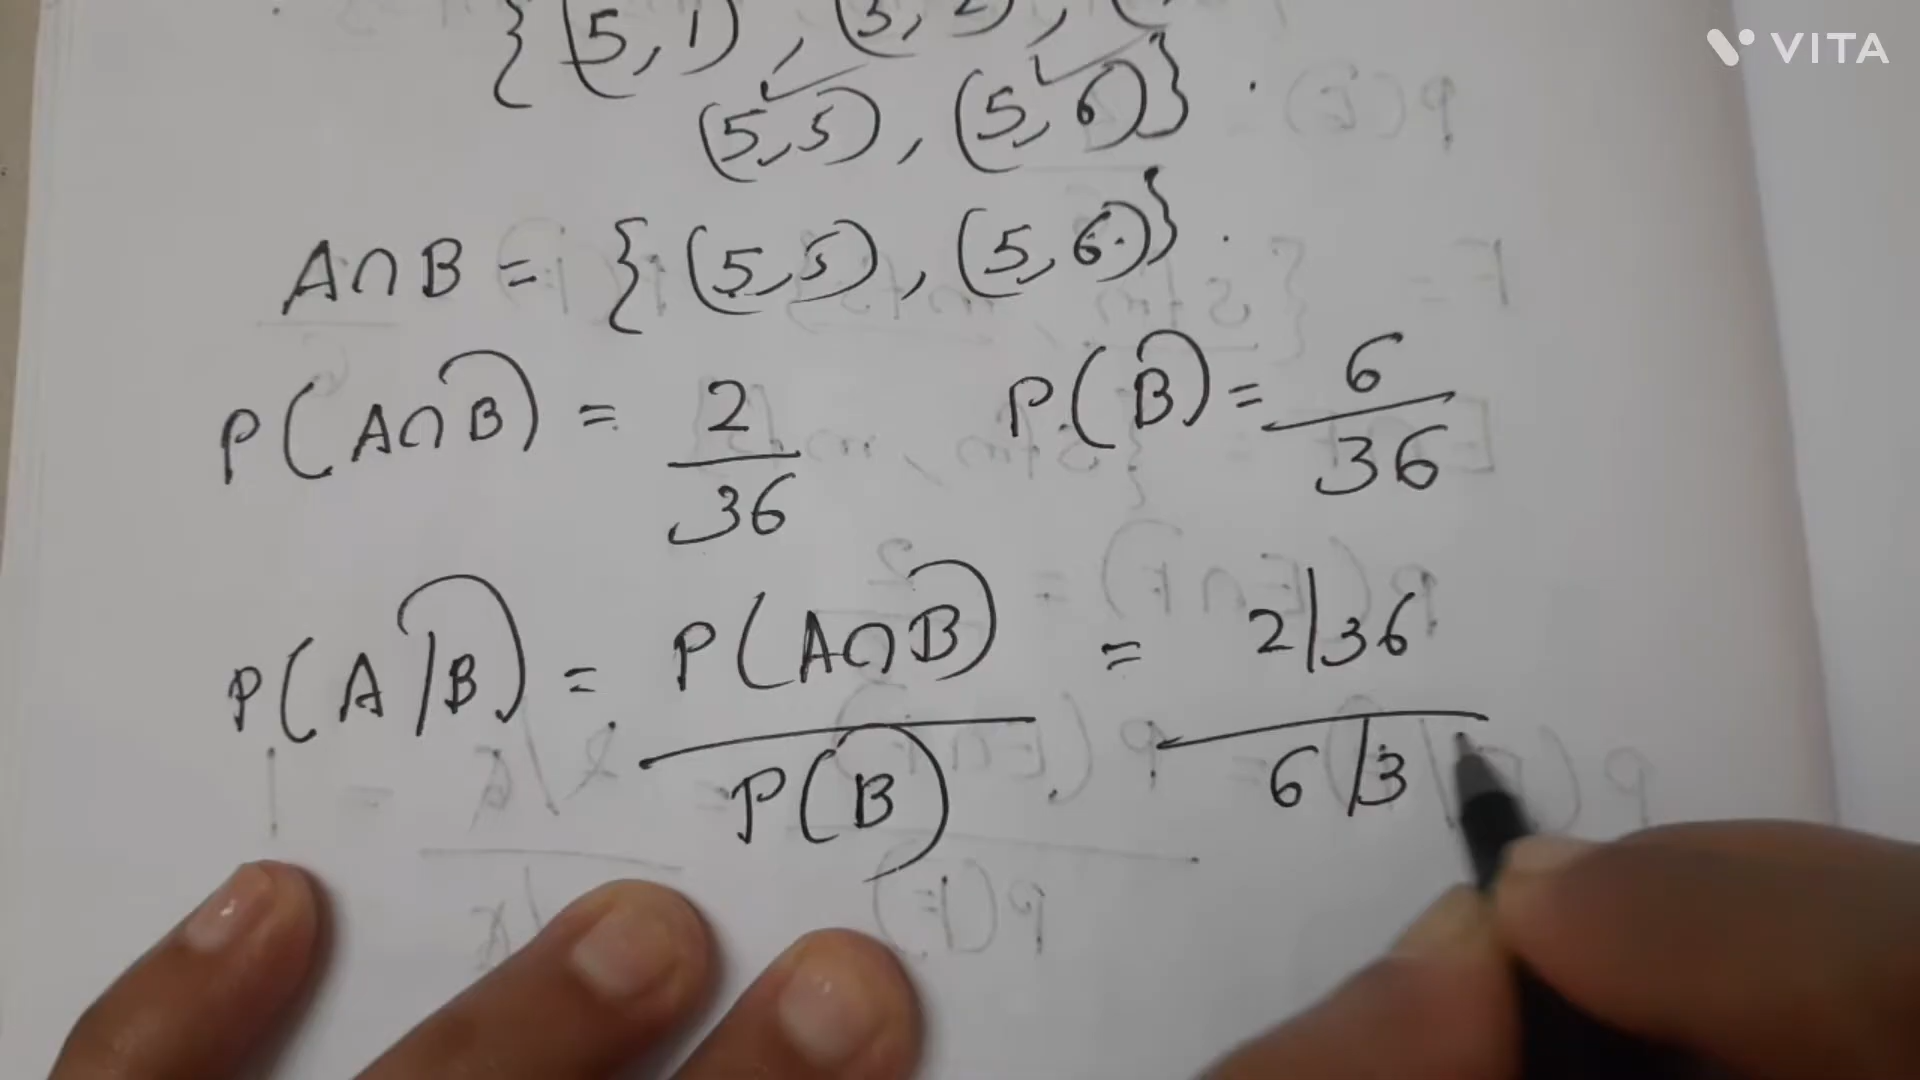 {(5,1), (5,2), (
VITA
(5,5), (5,6)}.
A∩B = {(5,5), (5,6)}.
P(A∩B) = 2/36 P(B) = 6/36
P(A/B) = P(A∩B)/P(B) = 2/36 / 6/3